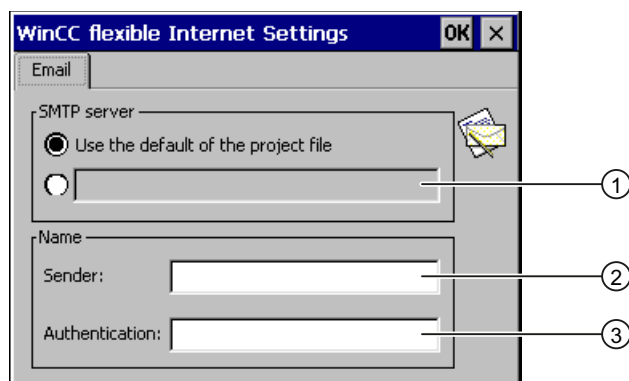 WinCC flexible Internet Settings OK ×
Email
SMTP server
Use the default of the project file
1
Name
Sender:
2
Authentication:
3